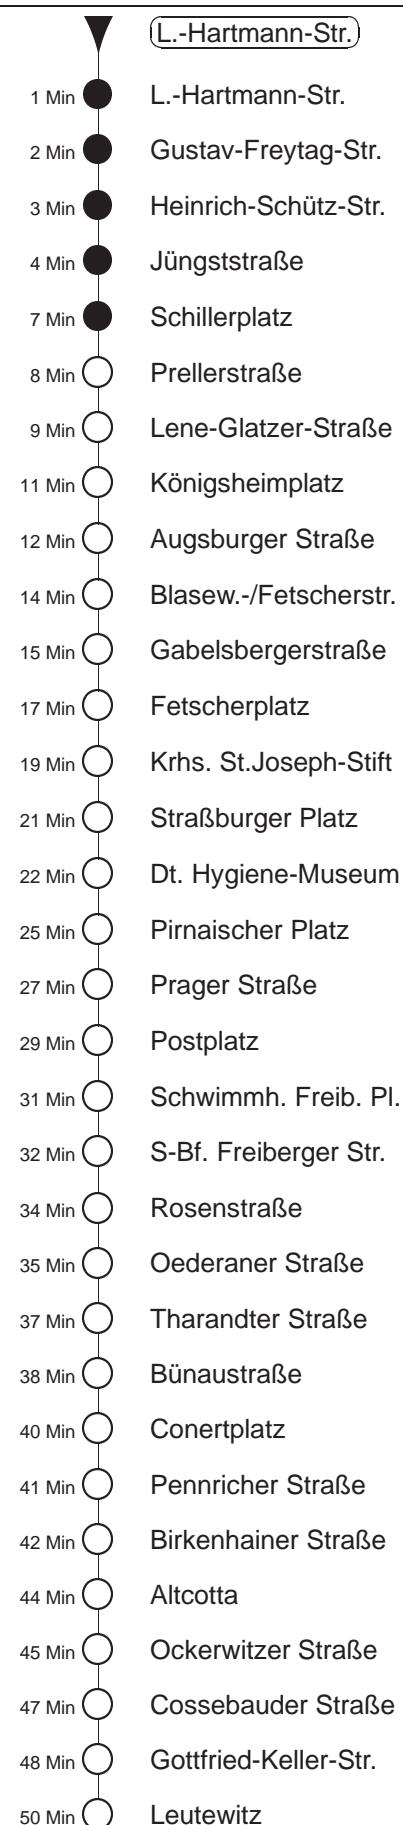 L.-Hartmann-Str.
1 Min L.-Hartmann-Str.
2 Min Gustav-Freytag-Str.
3 Min Heinrich-Schütz-Str.
4 Min Jüngststraße
7 Min Schillerplatz
8 Min Prellerstraße
9 Min Lene-Glatzer-Straße
11 Min Königsheimplatz
12 Min Augsburger Straße
14 Min Blasew.-/Fetscherstr.
15 Min Gabelsbergerstraße
17 Min Fetscherplatz
19 Min Krhs. St.Joseph-Stift
21 Min Straßburger Platz
22 Min Dt. Hygiene-Museum
25 Min Pirnaischer Platz
27 Min Prager Straße
29 Min Postplatz
31 Min Schwimmh. Freib. Pl.
32 Min S-Bf. Freiberger Str.
34 Min Rosenstraße
35 Min Oederaner Straße
37 Min Tharandter Straße
38 Min Bünaustraße
40 Min Conertplatz
41 Min Pennricher Straße
42 Min Birkenhainer Straße
44 Min Altcotta
45 Min Ockerwitzer Straße
47 Min Cossebauder Straße
48 Min Gottfried-Keller-Str.
50 Min Leutewitz